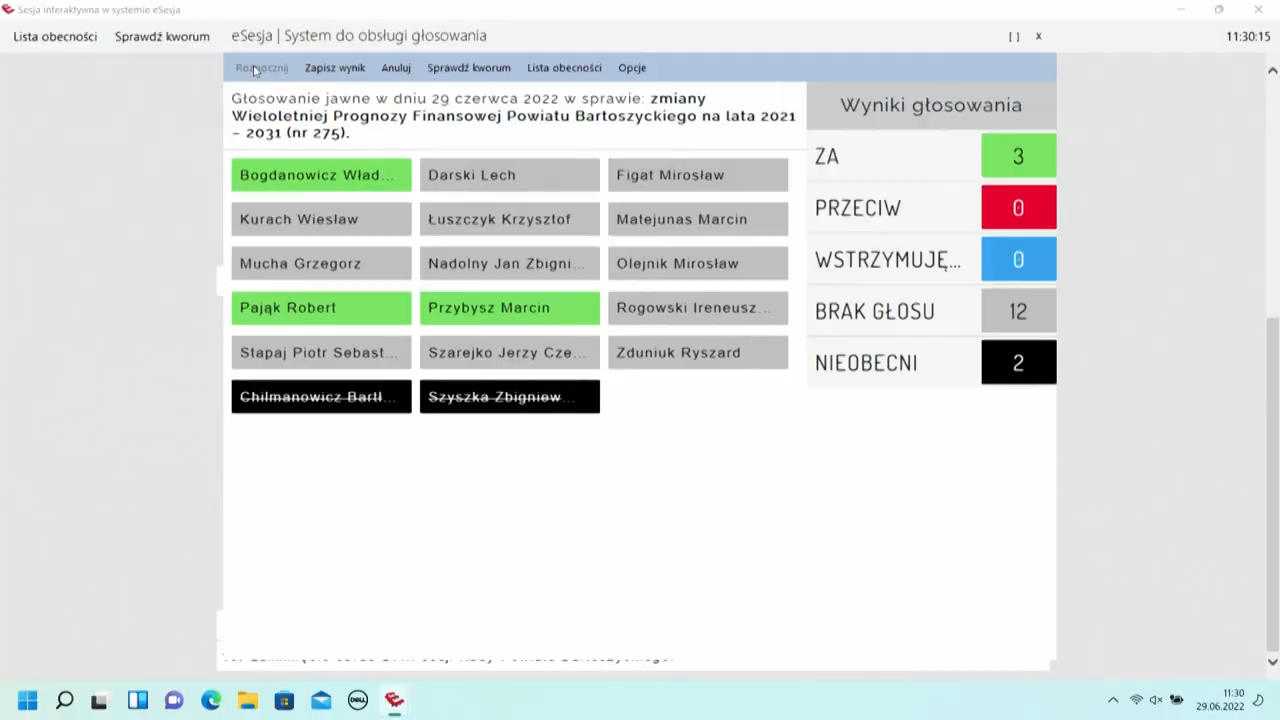 Sesja interaktywna w systemie eSesja
Lista obecności Sprawdź kworum eSesja | System do obsługi głosowania [ ] x 11:30:15
Rozpocznij Zapisz wynik Anuluj Sprawdź kworum Lista obecności Opcje
Głosowanie jawne w dniu 29 czerwca 2022 w sprawie: zmiany
Wieloletniej Prognozy Finansowej Powiatu Bartoszyckiego na lata 2021
– 2031 (nr 275).
Wyniki głosowania
Bogdanowicz Wład... Darski Lech Figat Mirosław
Kurach Wiesław Łuszczyk Krzysztof Matejunas Marcin
Mucha Grzegorz Nadolny Jan Zbigni... Olejnik Mirosław
Pająk Robert Przybysz Marcin Rogowski Ireneusz...
Stapaj Piotr Sebast... Szarejko Jerzy Cze... Zduniuk Ryszard
Chilmanowicz Bartł... Szyszka Zbigniew...
ZA 3
PRZECIW 0
WSTRZYMUJĘ... 0
BRAK GŁOSU 12
NIEOBECNI 2
DELL
11:30
29.06.2022